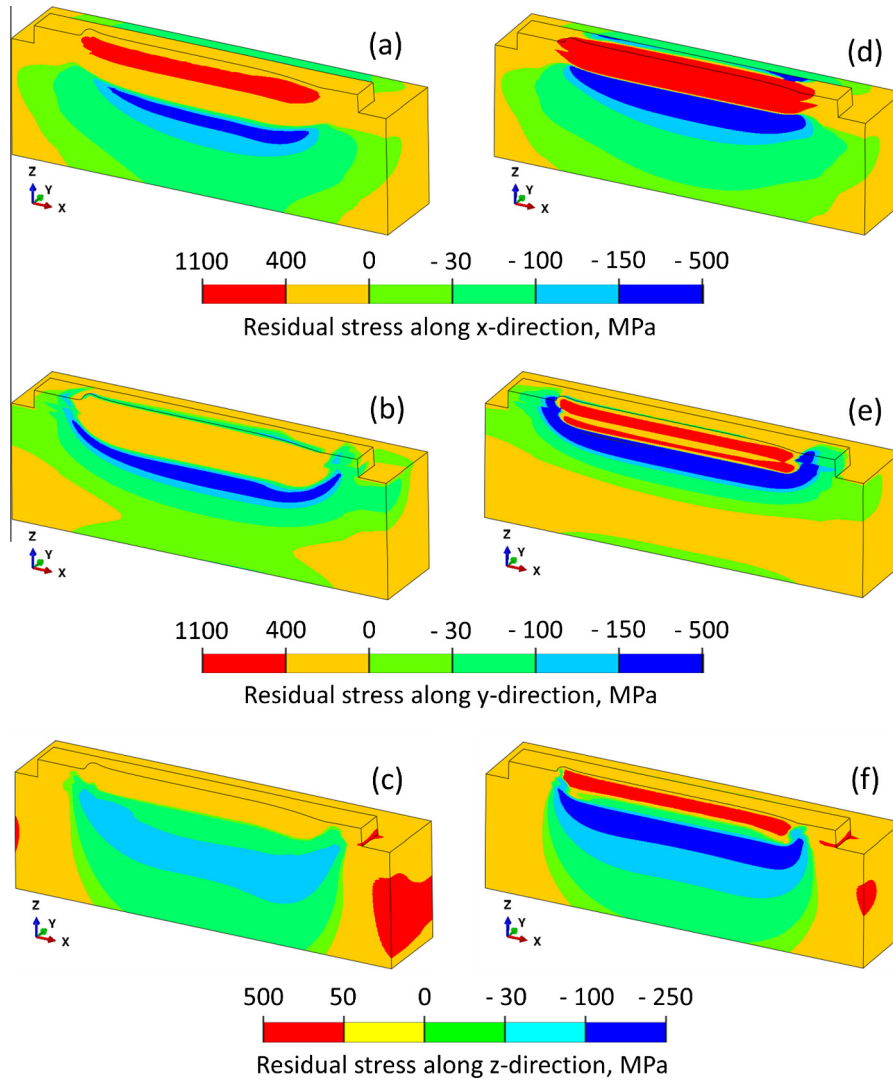 (a) (d)
Z Y X Z Y X
1100 400 0 - 30 - 100 - 150 - 500
Residual stress along x-direction, MPa
(b) (e)
Z Y X Z Y X
1100 400 0 - 30 - 100 - 150 - 500
Residual stress along y-direction, MPa
(c) (f)
Z Y X Z Y X
500 50 0 - 30 - 100 - 250
Residual stress along z-direction, MPa